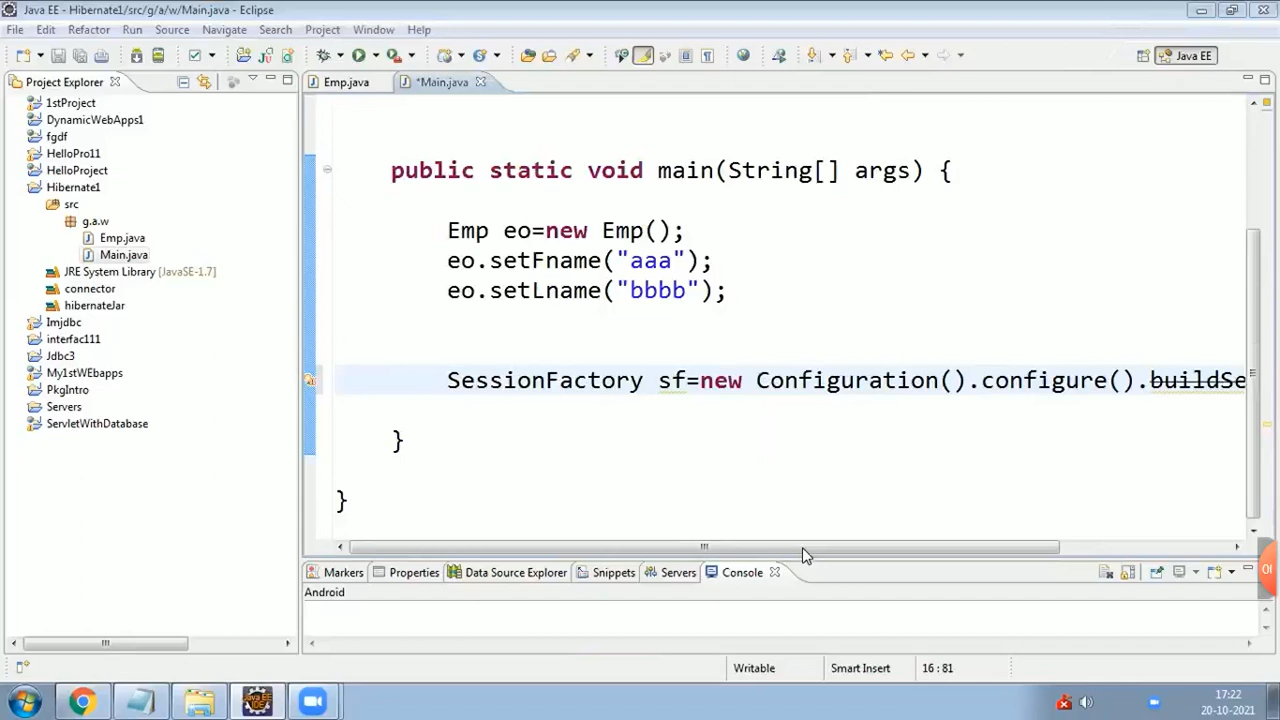 Java EE - Hibernate1/src/g/a/w/Main.java - Eclipse
File Edit Refactor Run Source Navigate Search Project Window Help
Java EE
Project Explorer
Emp.java
*Main.java
1stProject
DynamicWebApps1
fgdf
HelloPro11
HelloProject
Hibernate1
src
g.a.w
Emp.java
Main.java
JRE System Library [JavaSE-1.7]
connector
hibernateJar
Imjdbc
interfac111
Jdbc3
My1stWEbapps
PkgIntro
Servers
ServletWithDatabase
public static void main(String[] args) {
Emp eo=new Emp();
eo.setFname("aaa");
eo.setLname("bbbb");
SessionFactory sf=new Configuration().configure().buildSe
}
}
Markers Properties Data Source Explorer Snippets Servers Console
Android
Writable Smart Insert 16 : 81
Java EE
IDE
17:22
20-10-2021